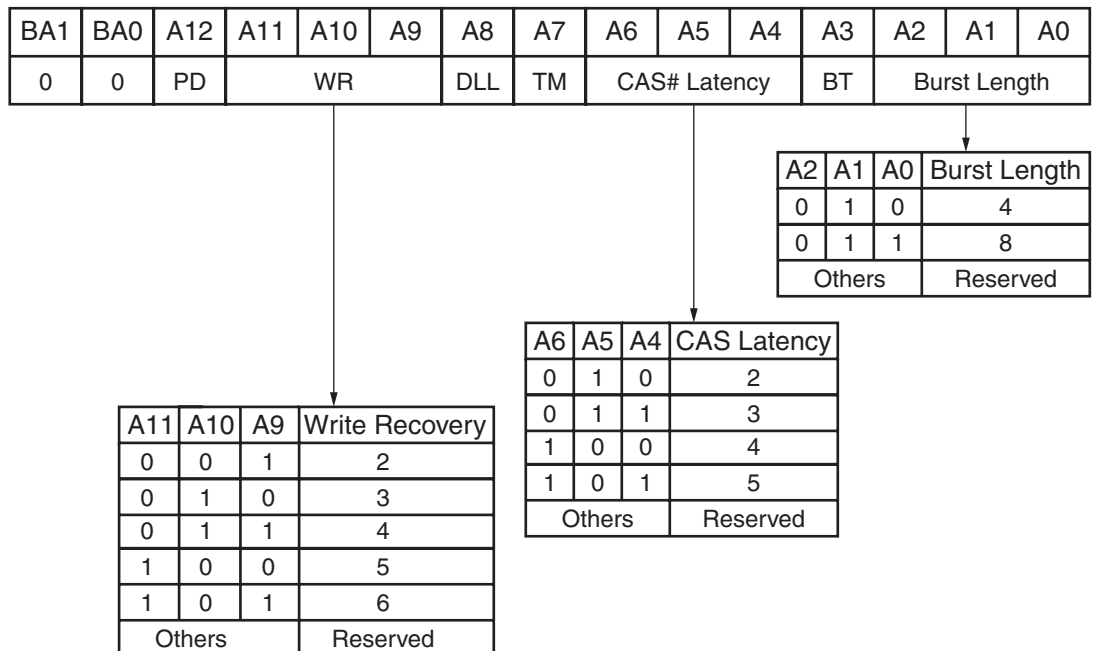 BA1 BA0 A12 A11 A10 A9 A8 A7 A6 A5 A4 A3 A2 A1 A0
0 0 PD WR DLL TM CAS# Latency BT Burst Length
A2 A1 A0 Burst Length
0 1 0 4
0 1 1 8
Others Reserved
A6 A5 A4 CAS Latency
0 1 0 2
0 1 1 3
1 0 0 4
1 0 1 5
Others Reserved
A11 A10 A9 Write Recovery
0 0 1 2
0 1 0 3
0 1 1 4
1 0 0 5
1 0 1 6
Others Reserved